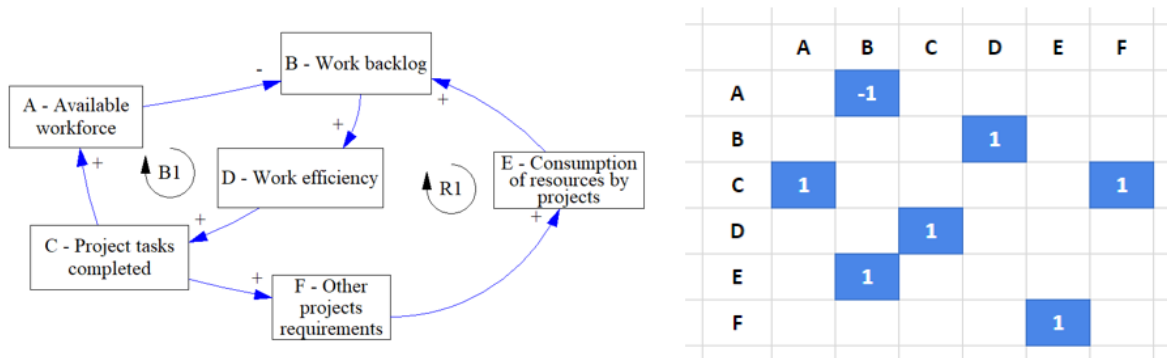 B - Work backlog
-
+
A - Available
workforce
+
+
B1
D - Work efficiency
R1
E - Consumption
of resources by
projects
+
+
C - Project tasks
completed
+
F - Other
projects
requirements
A B C D E F
A -1
B 1
C 1 1
D 1
E 1
F 1